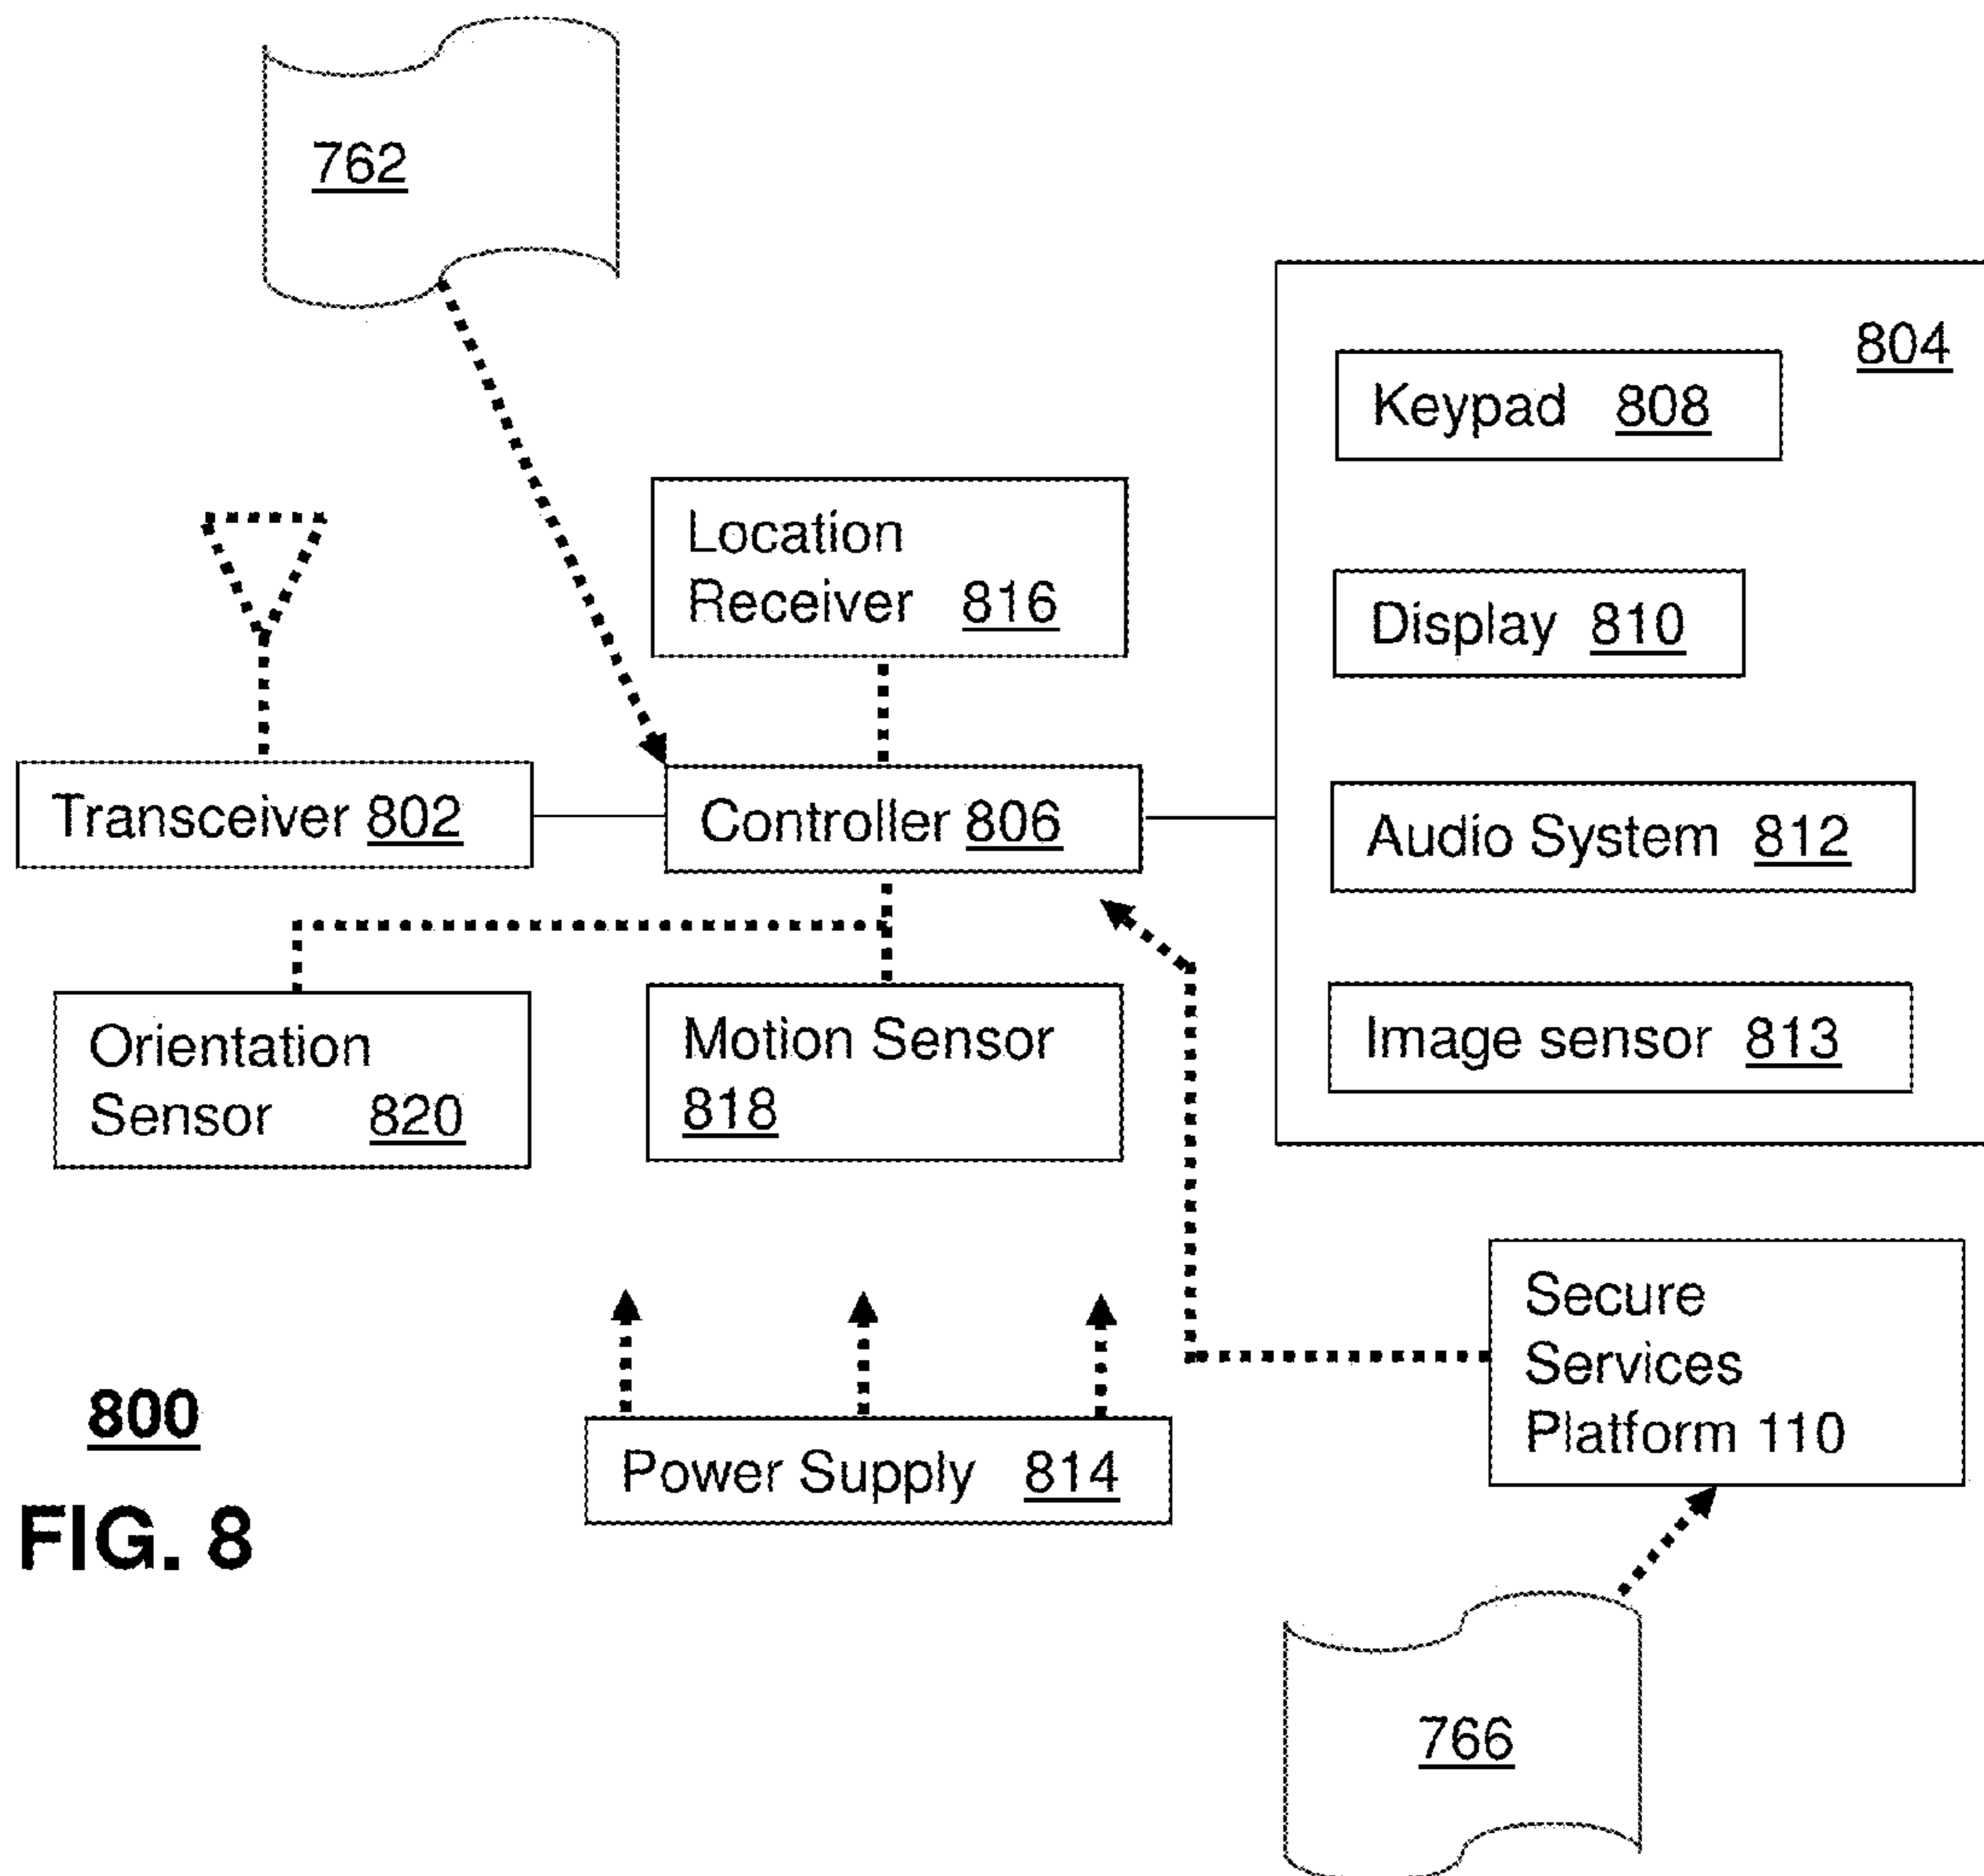 762
804
Keypad 808
Location
Receiver 816
Display 810
Transceiver 802
Controller 806
Audio System 812
Orientation
Sensor 820
Motion Sensor
818
Image sensor 813
Secure
Services
Platform 110
800
Power Supply 814
FIG. 8
766